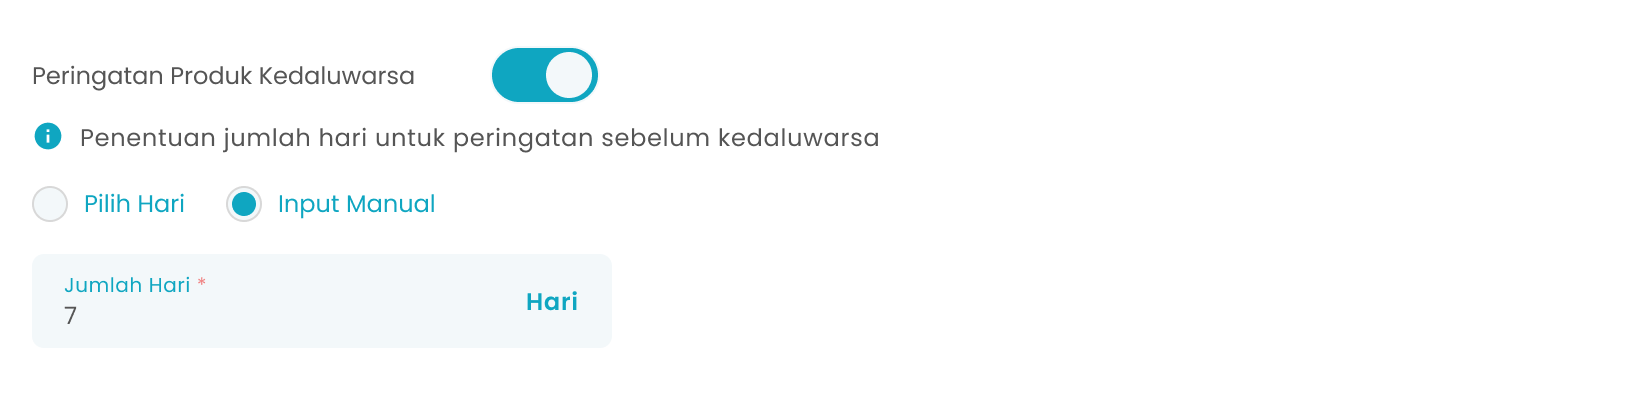 Peringatan Produk Kedaluwarsa
Penentuan jumlah hari untuk peringatan sebelum kedaluwarsa
Pilih Hari Input Manual
Jumlah Hari *
7
Hari